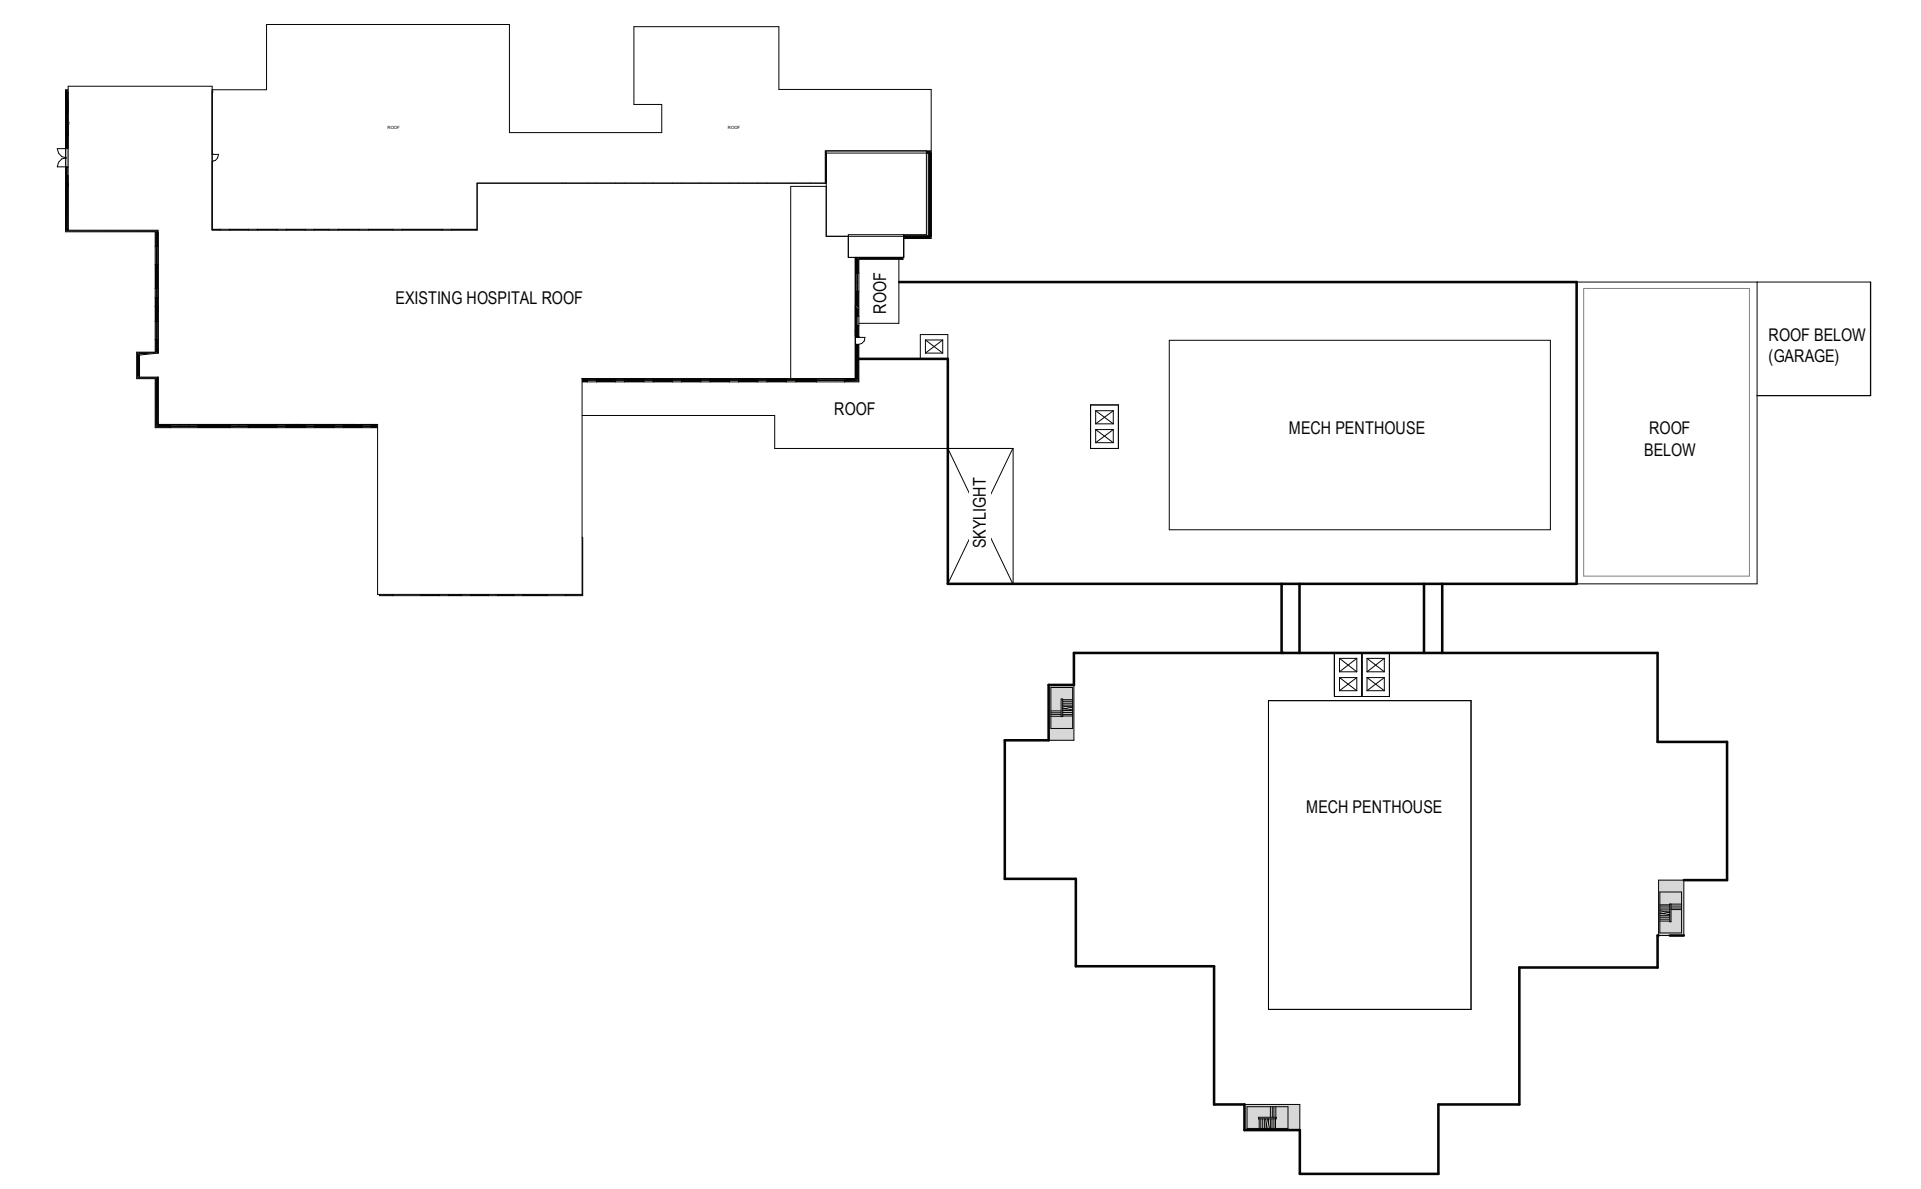 ROOF
ROOF
EXISTING HOSPITAL ROOF
ROOF
ROOF BELOW
(GARAGE)
ROOF
MECH PENTHOUSE
ROOF
BELOW
SKYLIGHT
MECH PENTHOUSE